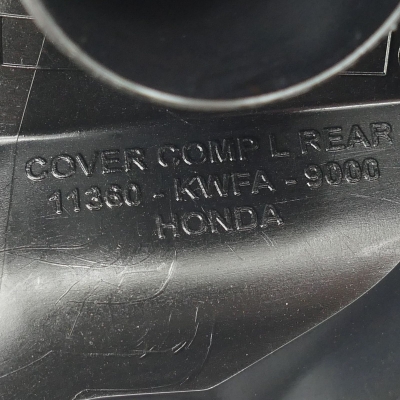 COVER COMP L REAR
11360 - KWFA - 9000
HONDA